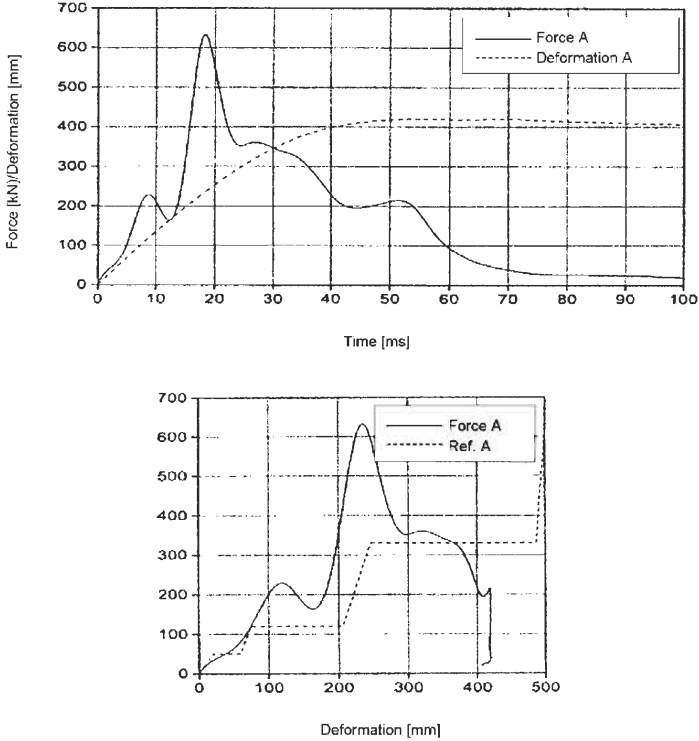 700
600
500
400
300
200
100
0
Force [kN]/Deformation [mm]
Force A
Deformation A
0 10 20 30 40 50 60 70 80 90 100
Time [ms]
700
600
500
400
300
200
100
0
Force A
Ref. A
0 100 200 300 400 500
Deformation [mm]